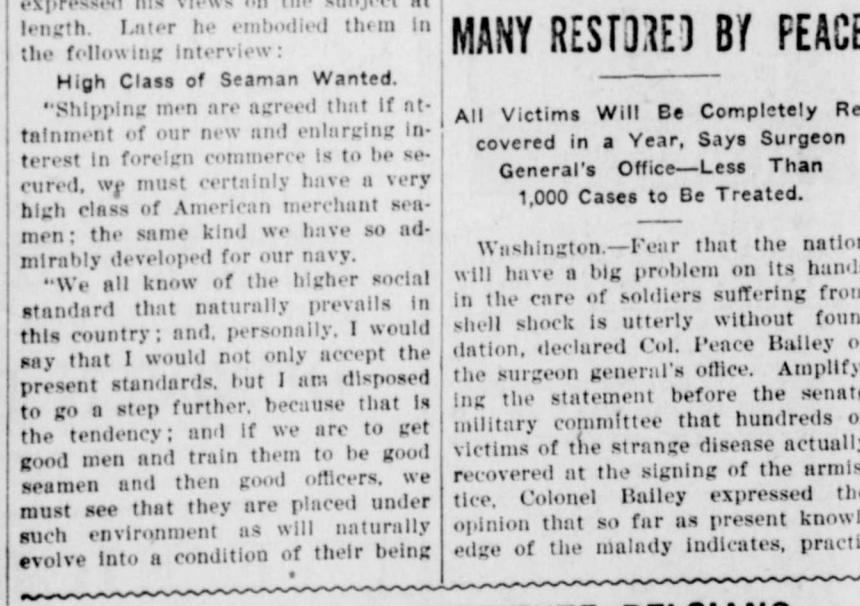 expressed his views on the subject at
length. Later he embodied them in
the following interview:
High Class of Seaman Wanted.
"Shipping men are agreed that if at-
tainment of our new and enlarging in-
terest in foreign commerce is to be se-
cured, we must certainly have a very
high class of American merchant sea-
men; the same kind we have so ad-
mirably developed for our navy.
"We all know of the higher social
standard that naturally prevails in
this country; and, personally, I would
say that I would not only accept the
present standards, but I am disposed
to go a step further, because that is
the tendency; and if we are to get
good men and train them to be good
seamen and then good officers, we
must see that they are placed under
such environment as will naturally
evolve into a condition of their being
MANY RESTORED BY PEACE
All Victims Will Be Completely Re
covered in a Year, Says Surgeon
General's Office—Less Than
1,000 Cases to Be Treated.
Washington.—Fear that the nation
will have a big problem on its hand
in the care of soldiers suffering from
shell shock is utterly without foun
dation, declared Col. Peace Bailey o
the surgeon general's office. Amplify
ing the statement before the senat
military committee that hundreds o
victims of the strange disease actuall
recovered at the signing of the armis
tice, Colonel Bailey expressed the
opinion that so far as present knowl
edge of the malady indicates, practi